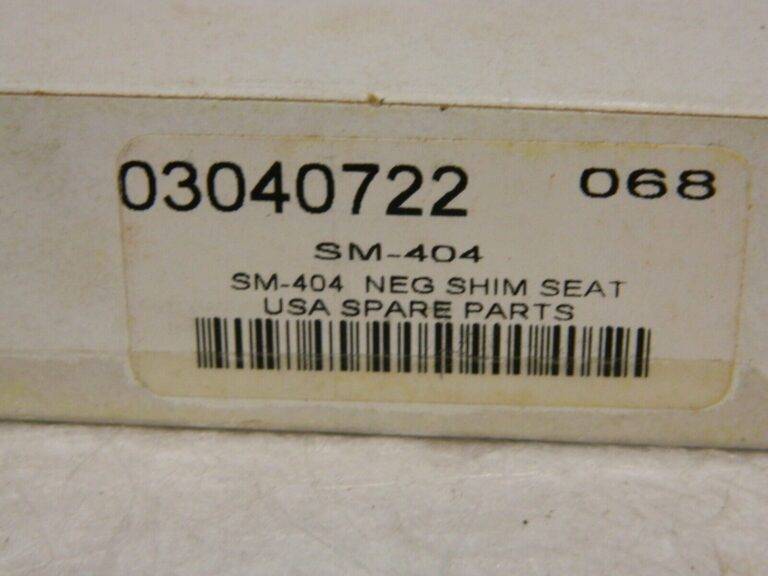 03040722 068
SM-404
SM-404 NEG SHIM SEAT
USA SPARE PARTS